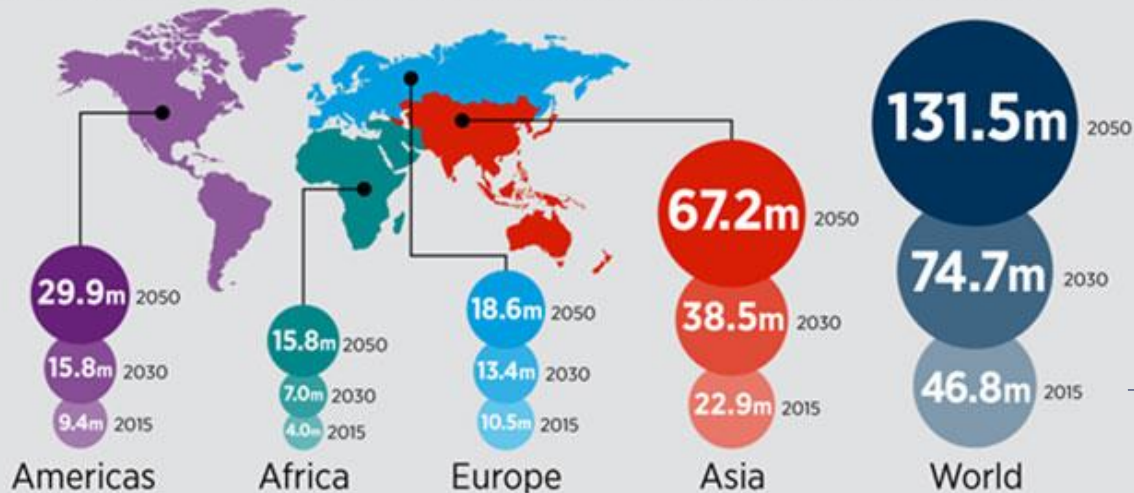 131.5m 2050
67.2m 2050
74.7m 2030
29.9m 2050
18.6m 2050
38.5m 2030
15.8m 2050
15.8m 2030
13.4m 2030
46.8m 2015
7.0m 2030
22.9m 2015
9.4m 2015
4.0m 2015
10.5m 2015
Americas
Africa
Europe
Asia
World